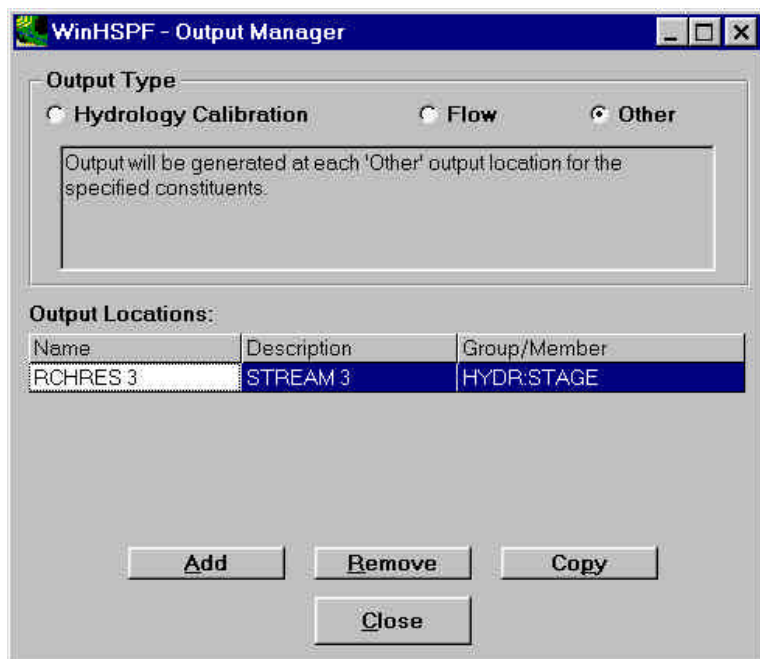 WinHSPF - Output Manager
Output Type
Hydrology Calibration Flow Other
Output will be generated at each 'Other' output location for the
specified constituents.
Output Locations:
Name Description Group/Member
RCHRES 3 STREAM 3 HYDR:STAGE
Add Remove Copy
Close